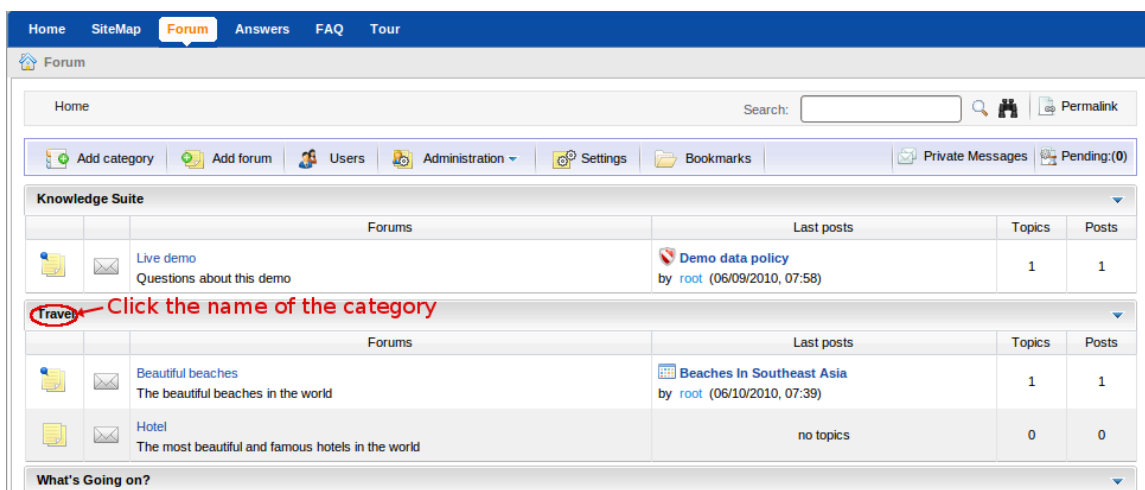 Home SiteMap Forum Answers FAQ Tour
Forum
Home Search: Permalink
Add category Add forum Users Administration Settings Bookmarks Private Messages Pending:(0)
Knowledge Suite
Forums Last posts Topics Posts
Live demo Demo data policy 1 1
Questions about this demo by root (06/09/2010, 07:58)
Travel Click the name of the category
Forums Last posts Topics Posts
Beautiful beaches Beaches In Southeast Asia 1 1
The beautiful beaches in the world by root (06/10/2010, 07:39)
Hotel no topics 0 0
The most beautiful and famous hotels in the world
What's Going on?